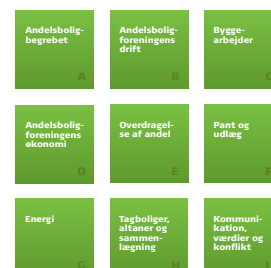 Andelsbolig-
begrebet
A
Andelsbolig-
foreningens
drift
B
Bygge-
arbejder
C
Andelsbolig-
foreningens
økonomi
D
Overdragel-
se af andel
E
Pant og
udlæg
F
Energi
G
Tagboliger,
altaner og
sammen-
lægning
H
Kommuni-
kation,
værdier og
konflikt